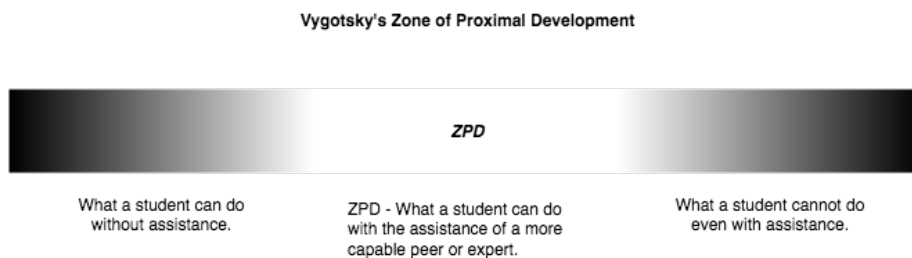 Vygotsky's Zone of Proximal Development
ZPD
What a student can do
without assistance.
ZPD - What a student can do
with the assistance of a more
capable peer or expert.
What a student cannot do
even with assistance.